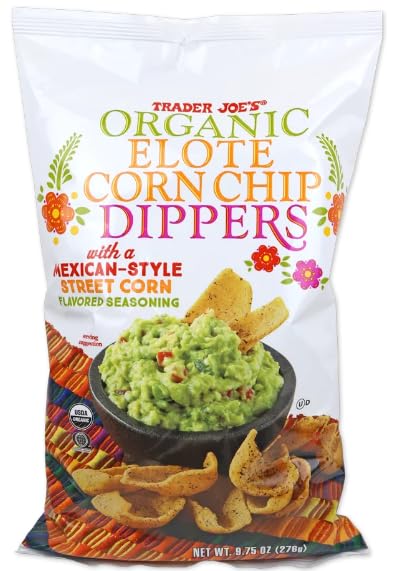 TRADER JOE'S®
ORGANIC
ELOTE
CORN CHIP
DIPPERS
with a
MEXICAN-STYLE
STREET CORN
FLAVORED SEASONING
serving
suggestion
U D
USDA
ORGANIC
NET WT. 9.75 OZ (276g)